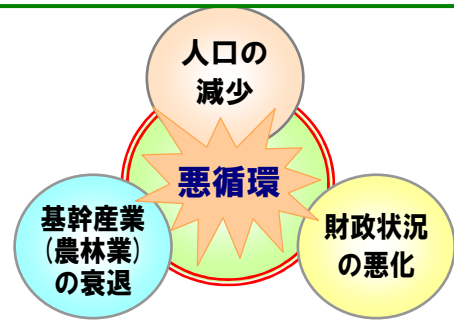 人口の
減少
悪循環
基幹産業
(農林業)
の衰退
財政状況
の悪化